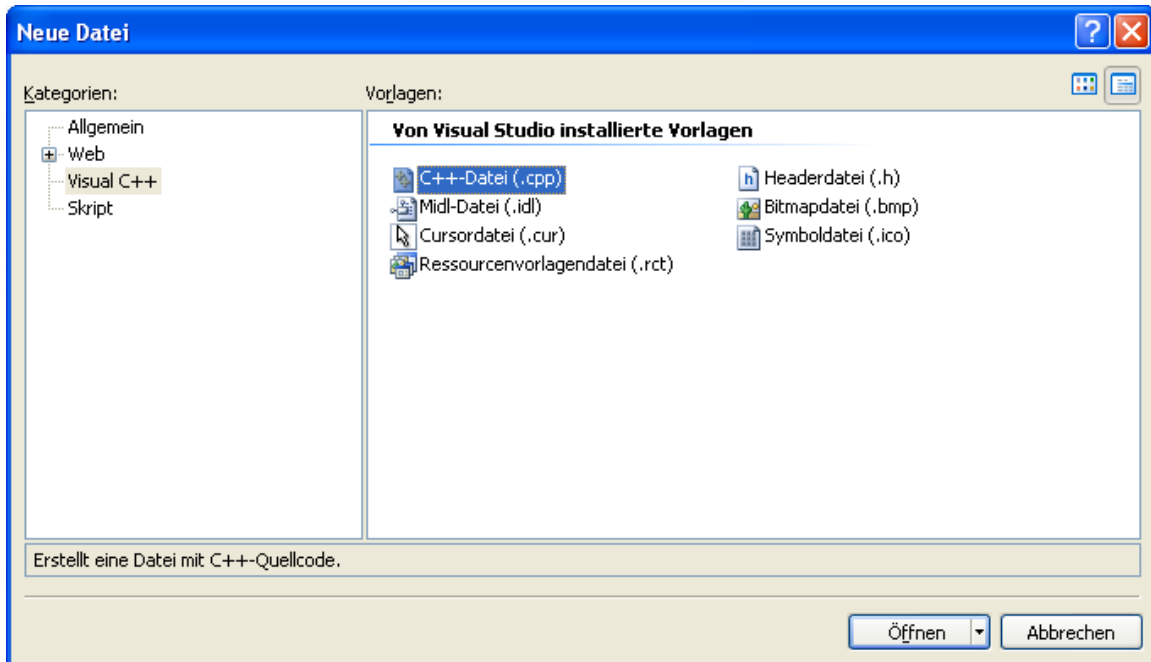 Neue Datei
Kategorien:
Vorlagen:
Allgemein
Web
Visual C++
Skript
Von Visual Studio installierte Vorlagen
C++-Datei (.cpp)
Midl-Datei (.idl)
Cursordatei (.cur)
Ressourcenvorlagendatei (.rct)
Headerdatei (.h)
Bitmapdatei (.bmp)
Symboldatei (.ico)
Erstellt eine Datei mit C++-Quellcode.
Öffnen
Abbrechen